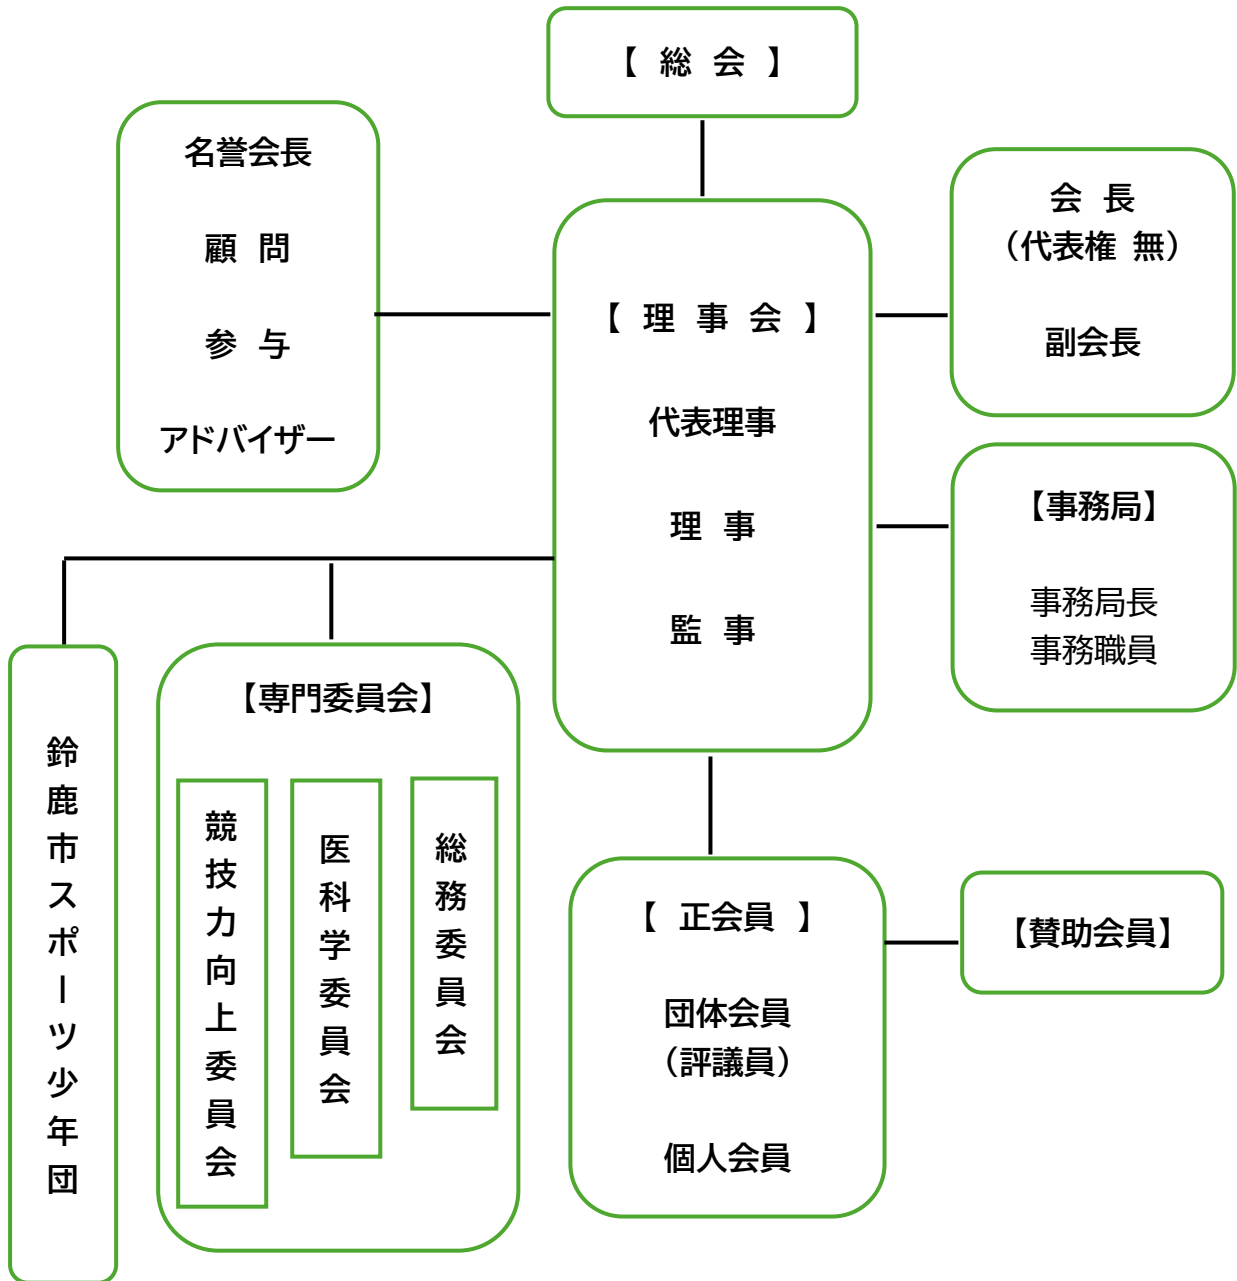 【 総 会 】
名誉会長
顧 問
参 与
アドバイザー
【 理 事 会 】
代表理事
理 事
監 事
会 長
（代表権 無）
副会長
【事務局】
事務局長
事務職員
鈴鹿市スポーツ少年団
【専門委員会】
競技力向上委員会
医科学委員会
総務委員会
【 正会員 】
団体会員
（評議員）
個人会員
【賛助会員】